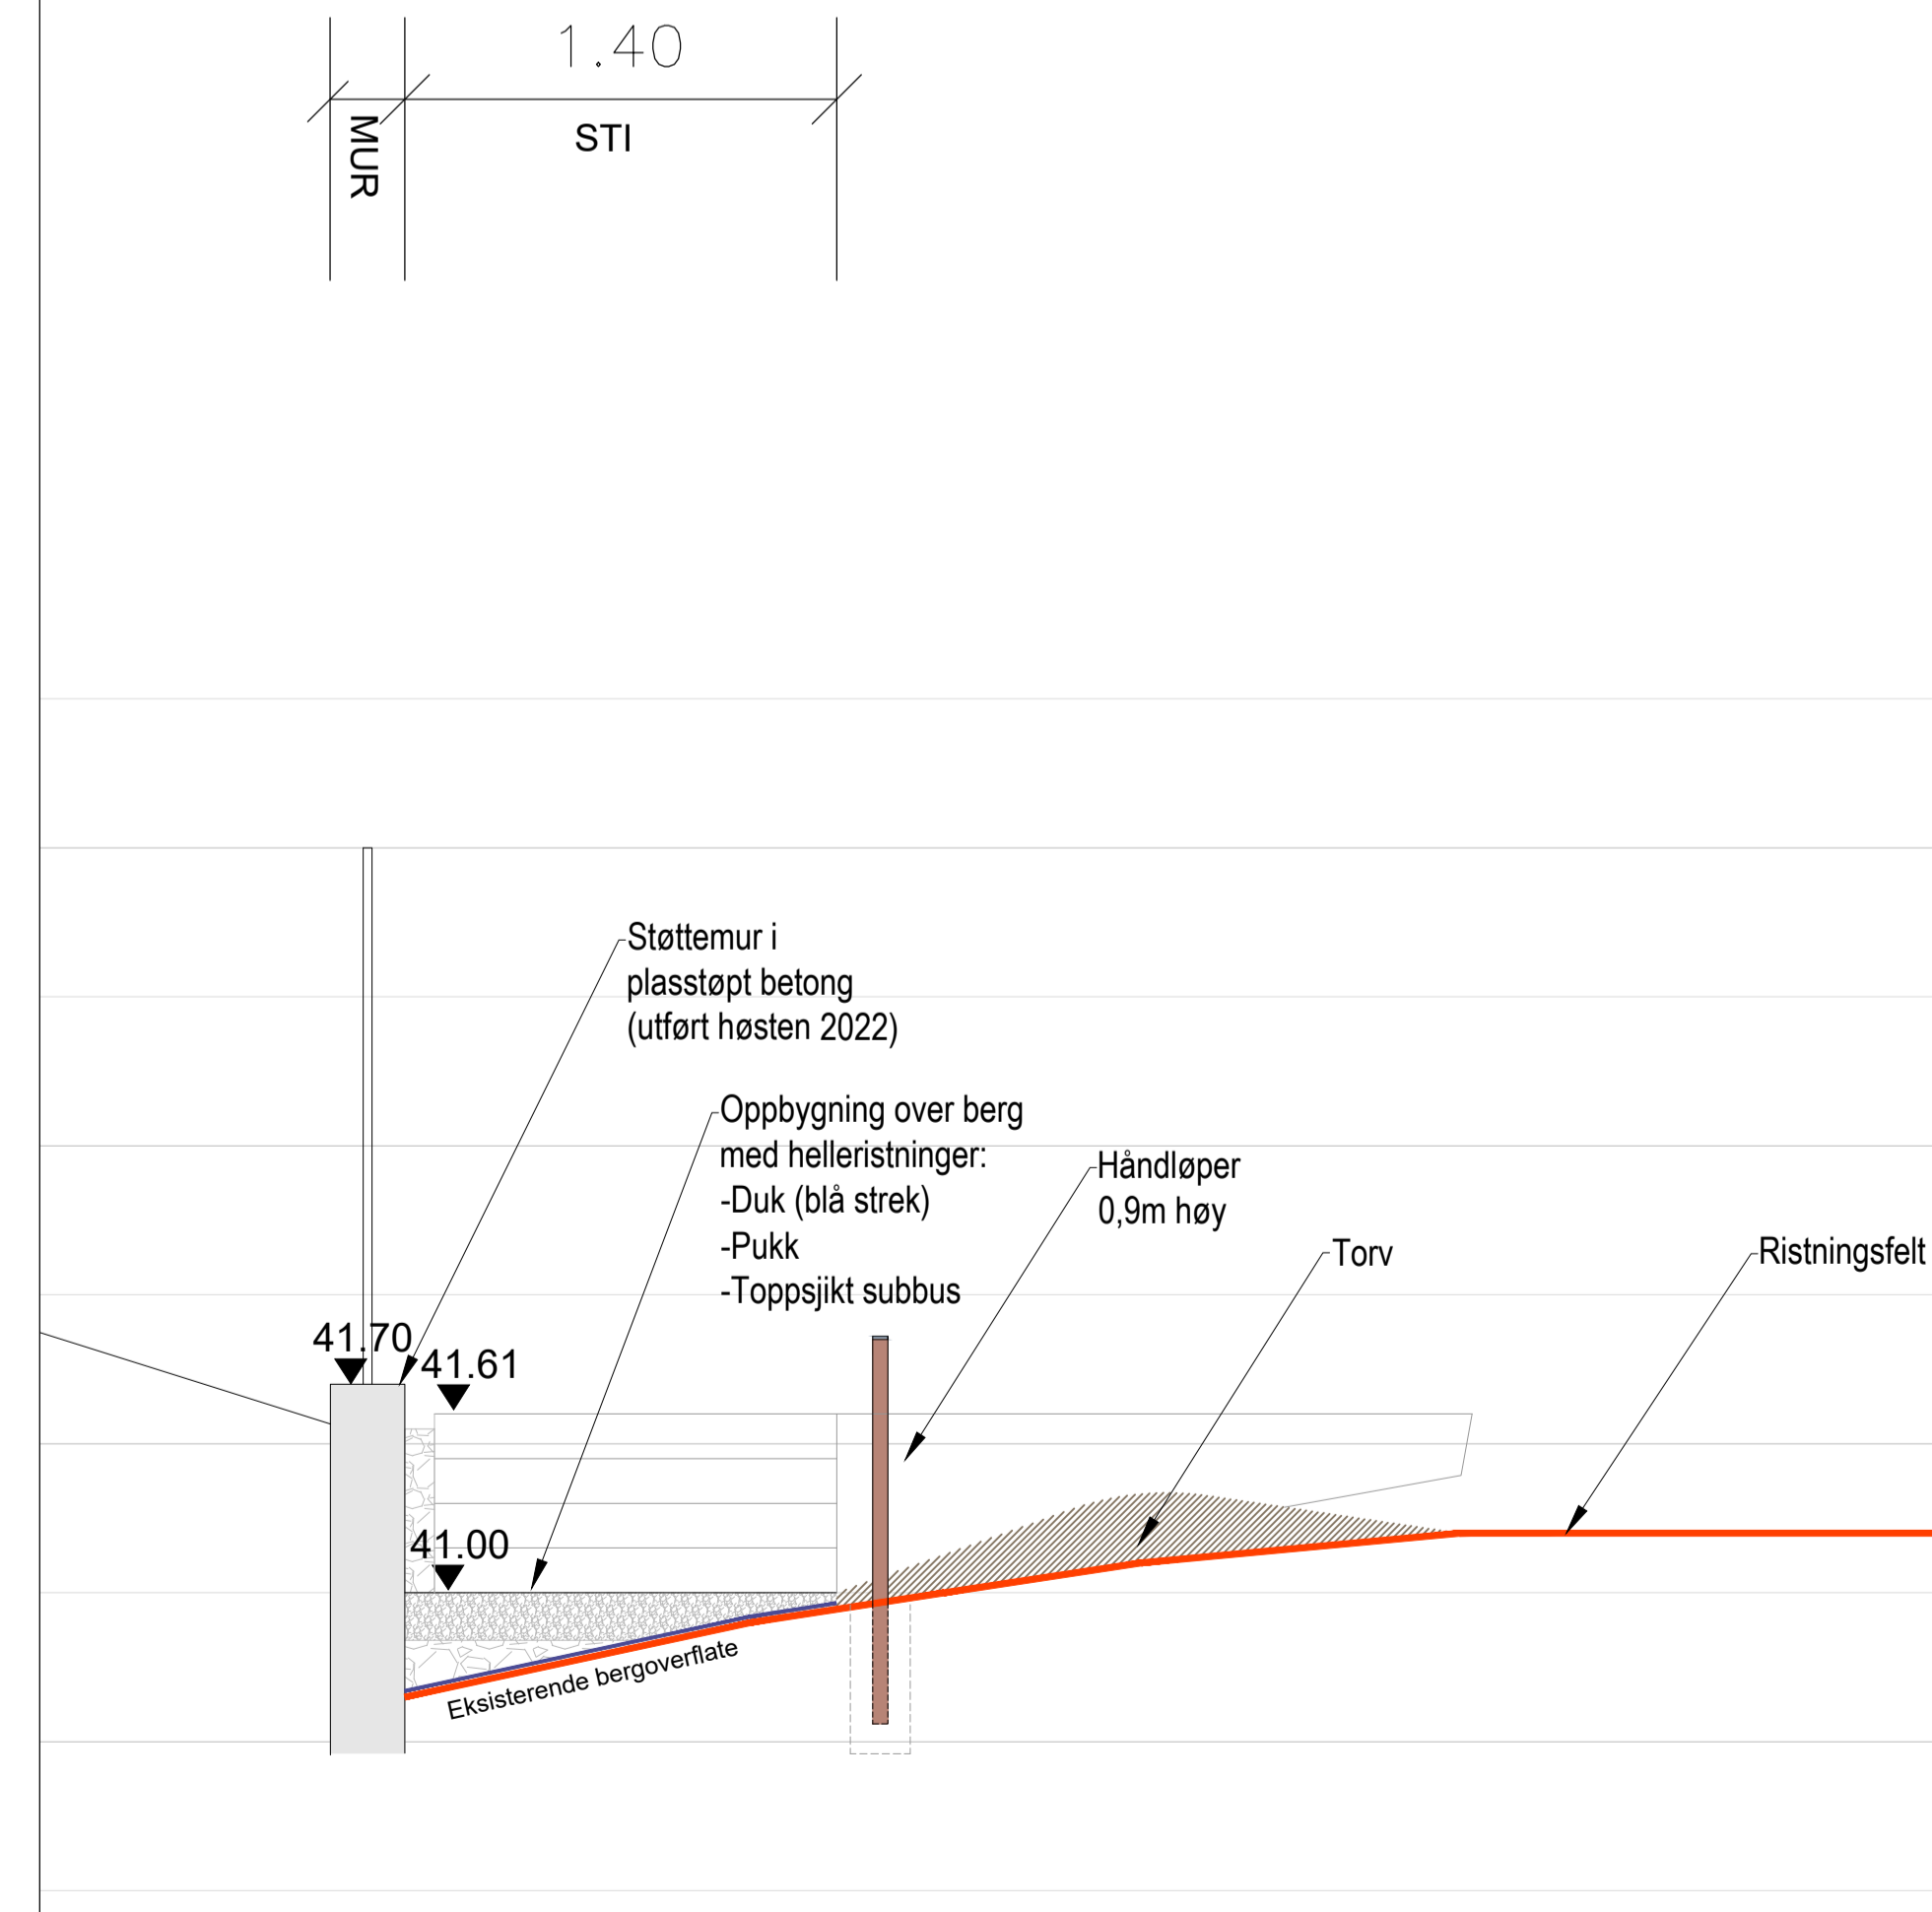 1.40
MUR
STI
Støttemur i
plasstøpt betong
(utført høsten 2022)
Oppbygning over berg
med helleristninger:
-Duk (blå strek)
-Pukk
-Toppsjikt subbus
Håndløper
0,9m høy
Torv
Ristningsfelt
41.70
41.61
41.00
Eksisterende bergoverflate